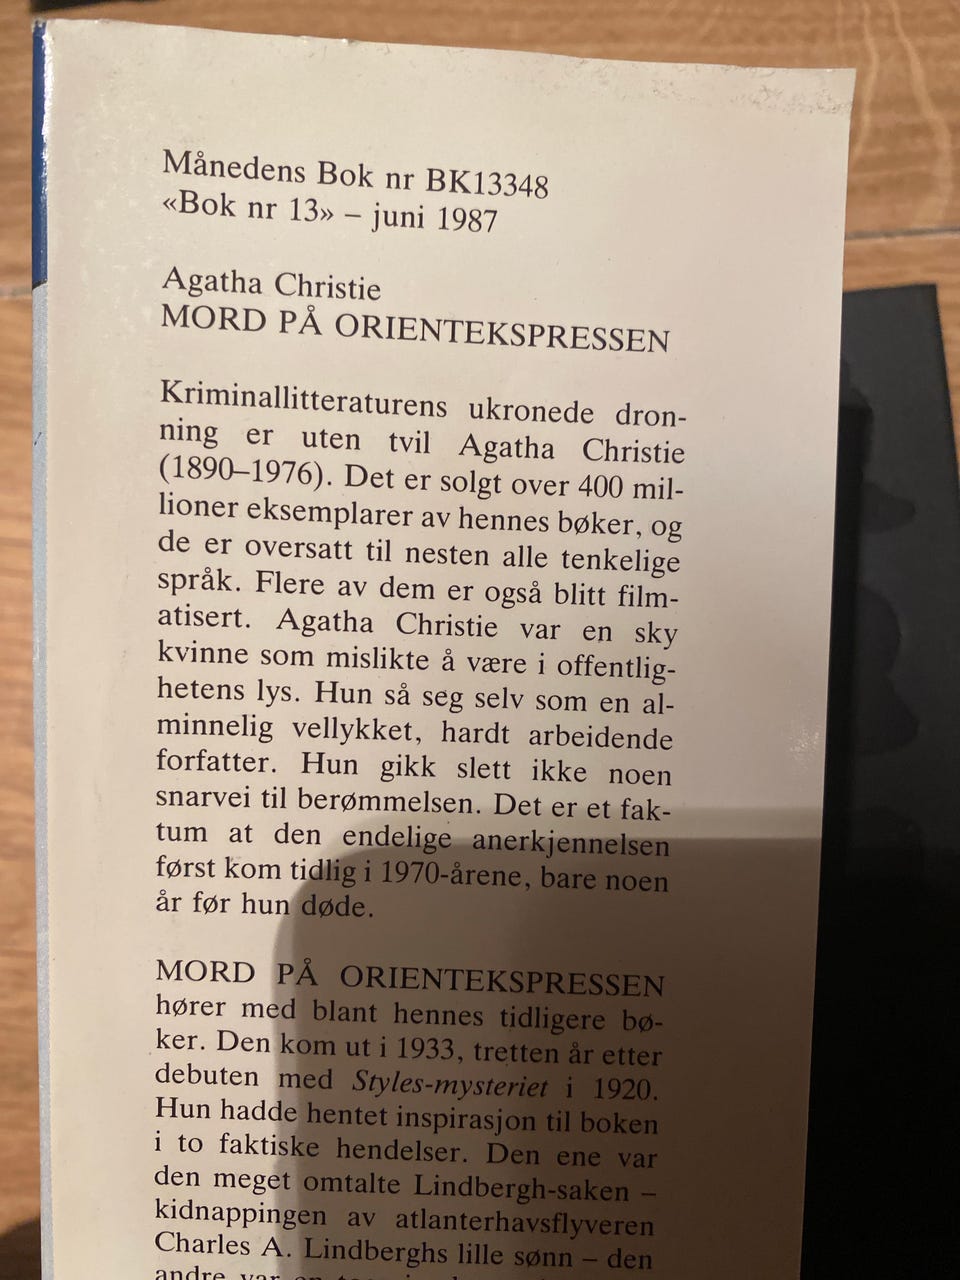 Månedens Bok nr BK13348
«Bok nr 13» – juni 1987
Agatha Christie
MORD PÅ ORIENTEKSPRESSEN
Kriminallitteraturens ukronede dron-
ning er uten tvil Agatha Christie
(1890–1976). Det er solgt over 400 mil-
lioner eksemplarer av hennes bøker, og
de er oversatt til nesten alle tenkelige
språk. Flere av dem er også blitt film-
atisert. Agatha Christie var en sky
kvinne som mislikte å være i offentlig-
hetens lys. Hun så seg selv som en al-
minnelig vellykket, hardt arbeidende
forfatter. Hun gikk slett ikke noen
snarvei til berømmelsen. Det er et fak-
tum at den endelige anerkjennelsen
først kom tidlig i 1970-årene, bare noen
år før hun døde.
MORD PÅ ORIENTEKSPRESSEN
hører med blant hennes tidligere bø-
ker. Den kom ut i 1933, tretten år etter
debuten med Styles-mysteriet i 1920.
Hun hadde hentet inspirasjon til boken
i to faktiske hendelser. Den ene var
den meget omtalte Lindbergh-saken –
kidnappingen av atlanterhavsflyveren
Charles A. Lindberghs lille sønn – den
andre var en